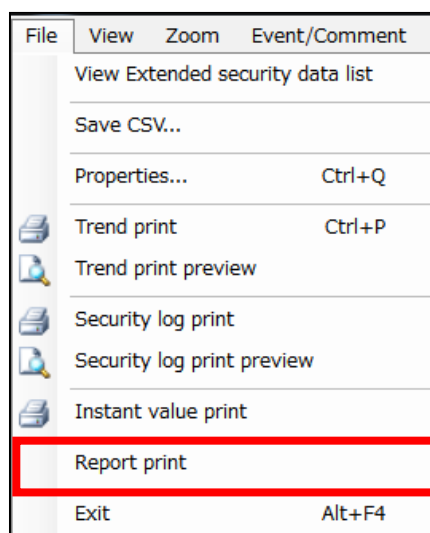 File View Zoom Event/Comment
View Extended security data list
Save CSV...
Properties... Ctrl+Q
Trend print Ctrl+P
Trend print preview
Security log print
Security log print preview
Instant value print
Report print
Exit Alt+F4